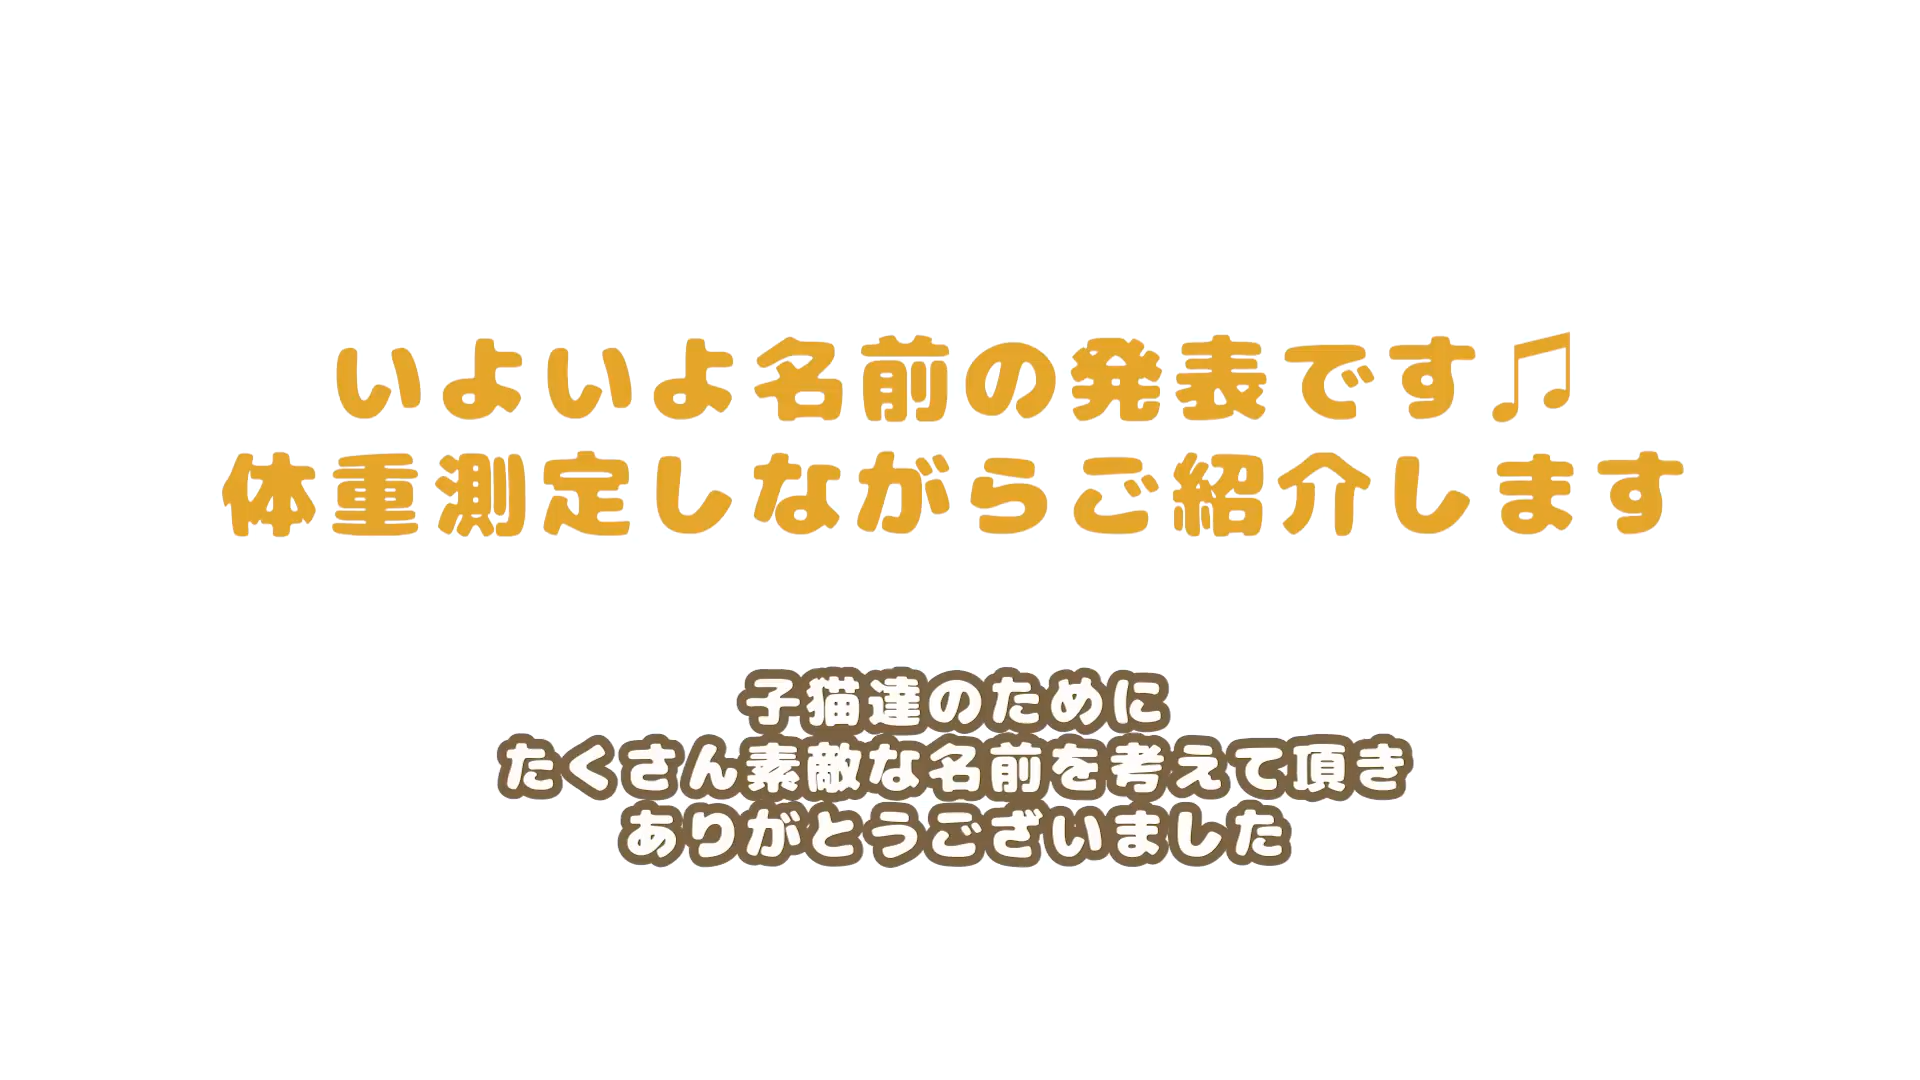 いよいよ名前の発表です♫
体重測定しながらご紹介します
子猫達のために
たくさん素敵な名前を考えて頂き
ありがとうございました